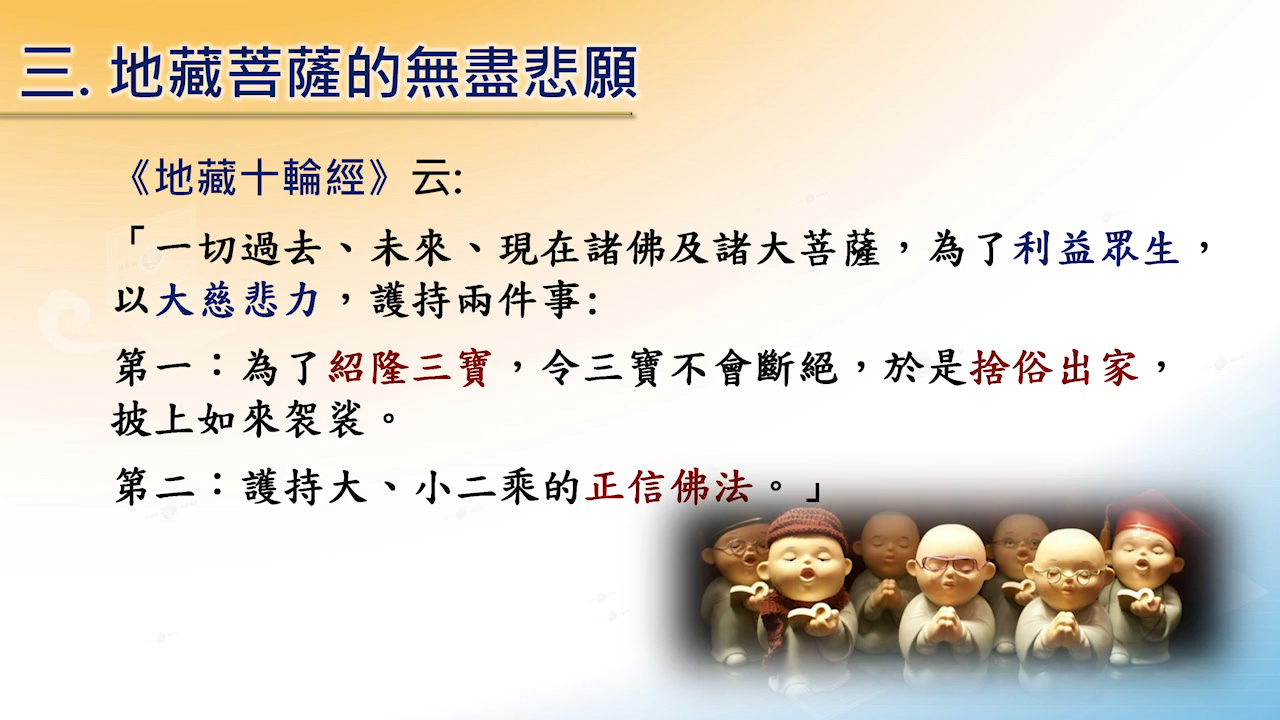 三. 地藏菩薩的無盡悲願
《地藏十輪經》云:
「一切過去、未來、現在諸佛及諸大菩薩，為了利益眾生，
以大慈悲力，護持兩件事:
第一：為了紹隆三寶，令三寶不會斷絕，於是捨俗出家，
披上如來袈裟。
第二：護持大、小二乘的正信佛法。」